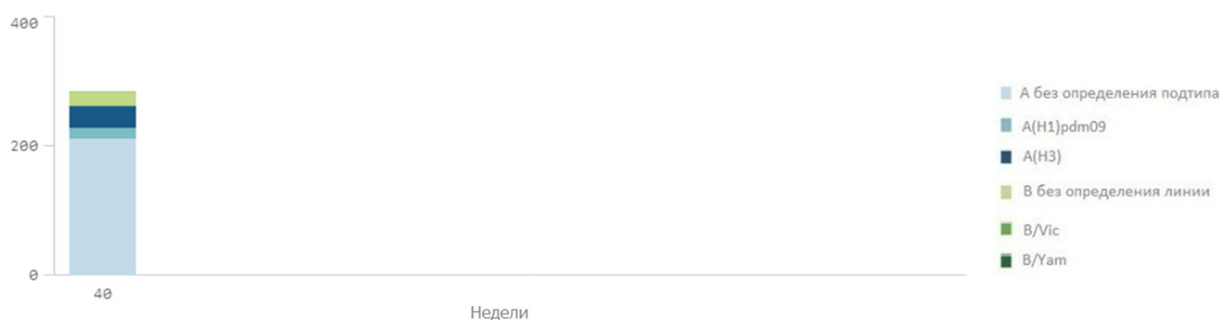 400
200
0
40
Недели
А без определения подтипа
A(H1)pdm09
A(H3)
В без определения линии
B/Vic
B/Yam